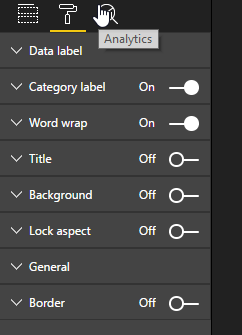 Analytics
Data label
Category label On
Word wrap On
Title Off
Background Off
Lock aspect Off
General
Border Off